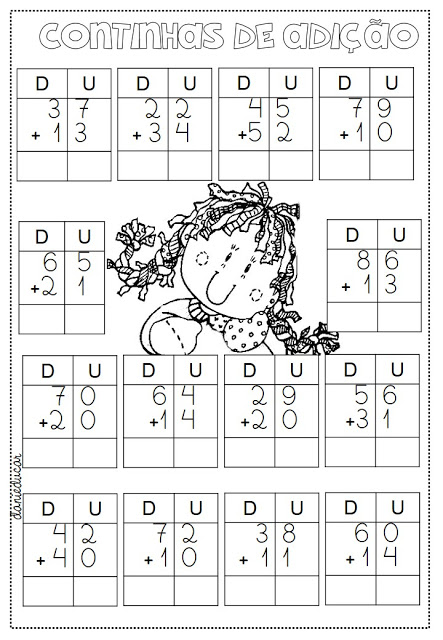 CONTINHAS DE ADIÇÃO
D U D U D U D U
3 7 2 2 4 5 7 9
+ 1 3 + 3 4 + 5 2 + 1 0
D U D U
6 5 8 6
+ 2 1 + 1 3
D U D U D U D U
7 0 6 4 2 9 5 6
+ 2 0 + 1 4 + 2 0 + 3 1
D U D U D U D U
4 2 7 2 3 8 6 0
+ 4 0 + 1 0 + 1 1 + 1 4
danieducar